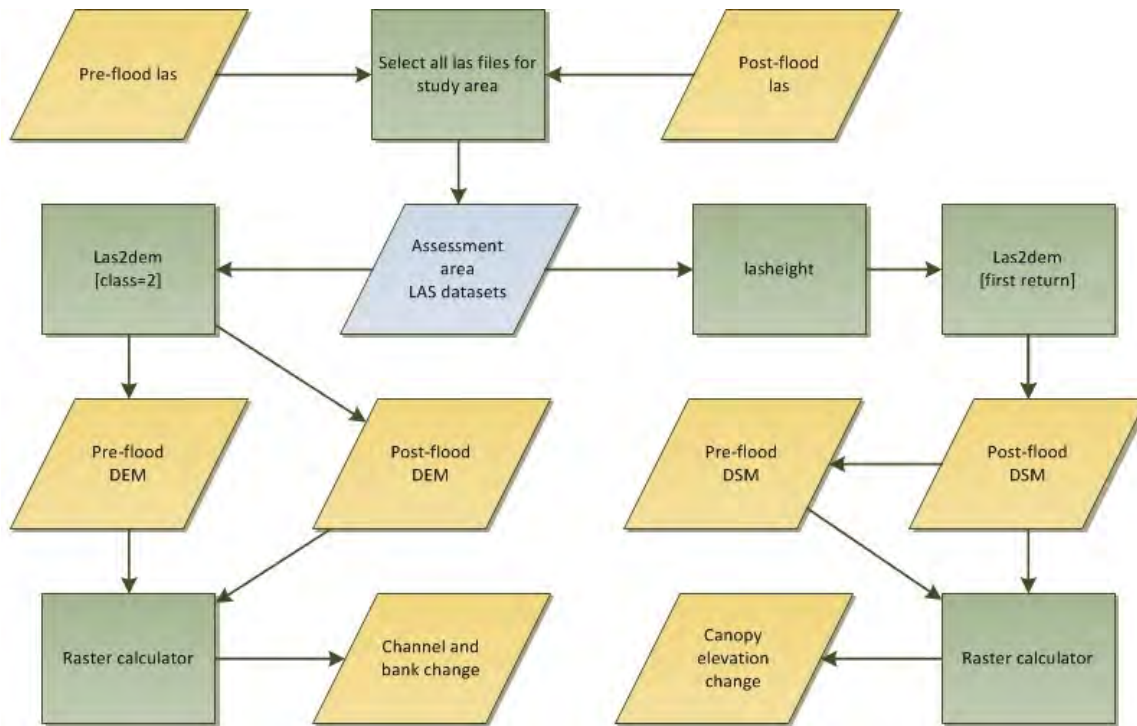 Pre-flood las
Select all las files for
study area
Post-flood
las
Las2dem
[class=2]
Assessment
area
LAS datasets
lasheight
Las2dem
[first return]
Pre-flood
DEM
Post-flood
DEM
Pre-flood
DSM
Post-flood
DSM
Raster calculator
Channel and
bank change
Canopy
elevation
change
Raster calculator